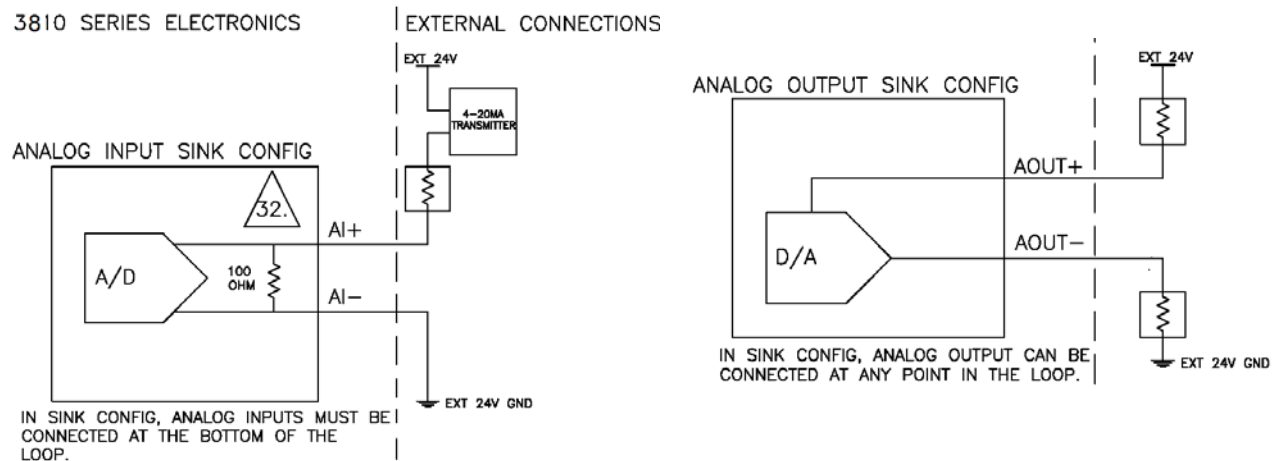 3810 SERIES ELECTRONICS
EXTERNAL CONNECTIONS
EXT 24V
4-20MA
TRANSMITTER
ANALOG INPUT SINK CONFIG
32.
AI+
A/D
100
OHM
AI-
EXT 24V GND
IN SINK CONFIG, ANALOG INPUTS MUST BE
CONNECTED AT THE BOTTOM OF THE
LOOP.
EXT 24V
ANALOG OUTPUT SINK CONFIG
AOUT+
D/A
AOUT-
EXT 24V GND
IN SINK CONFIG, ANALOG OUTPUT CAN BE
CONNECTED AT ANY POINT IN THE LOOP.